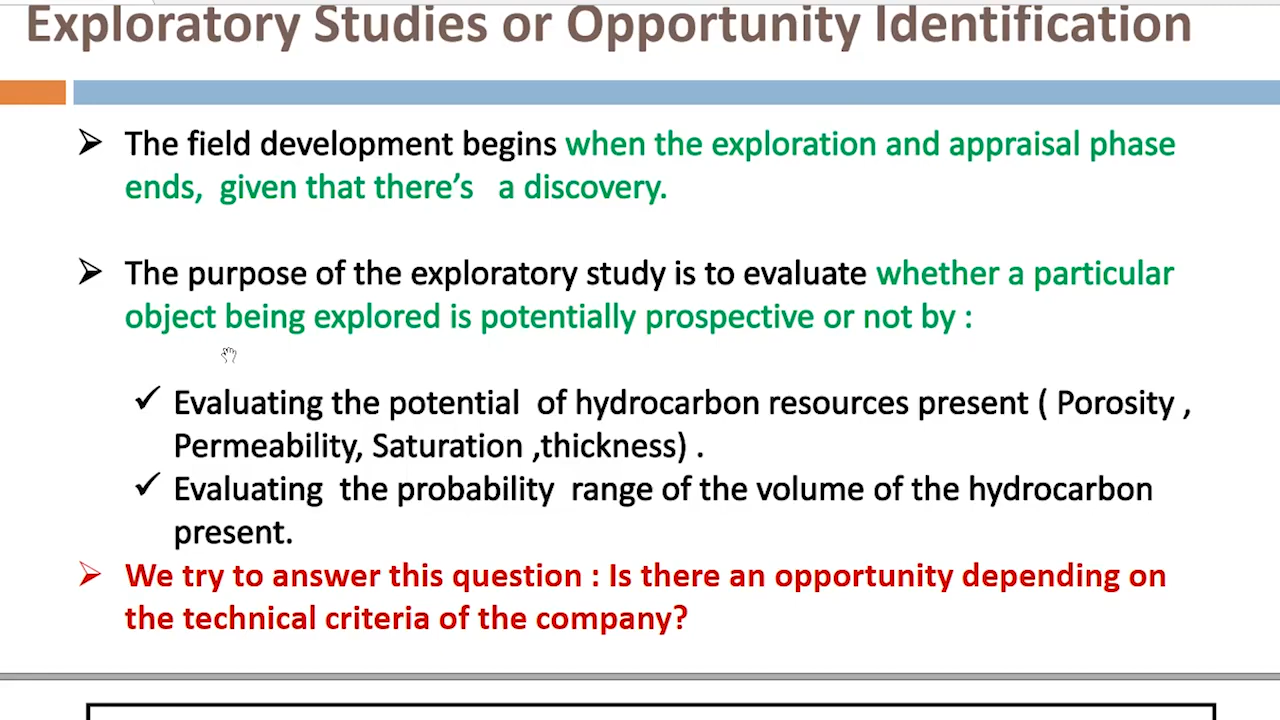 Exploratory Studies or Opportunity Identification
The field development begins when the exploration and appraisal phase
ends, given that there's a discovery.
The purpose of the exploratory study is to evaluate whether a particular
object being explored is potentially prospective or not by :
Evaluating the potential of hydrocarbon resources present ( Porosity ,
Permeability, Saturation ,thickness) .
Evaluating the probability range of the volume of the hydrocarbon
present.
We try to answer this question : Is there an opportunity depending on
the technical criteria of the company?